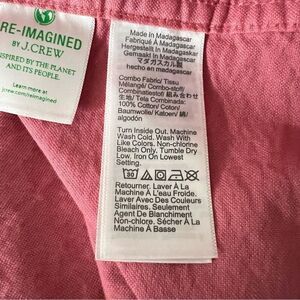 RE-IMAGINED
BY J.CREW
INSPIRED BY THE PLANET
AND ITS PEOPLE.
Learn more at
jcrew.com/reimagined
Made in Madagascar
Fabriqué À Madagascar
Hergestellt In Madagaskar
Gemaakt In Madagaskar
マダガスカル製
hecho en madagascar
Combo Fabric/ Tissu
Mélangé/ Combo-stoff/
Combinatiestof/ 組み合わせ
生地/ Tela Combinada:
100% Cotton/ Coton/
Baumwolle/ Katoen/ 綿/
algodón
Turn Inside Out. Machine
Wash Cold. Wash With
Like Colors. Non-chlorine
Bleach Only. Tumble Dry
Low. Iron On Lowest
Setting.
30
Retourner. Laver À La
Machine À L'eau Froide.
Laver Avec Des Couleurs
Similaires. Seulement
Agent De Blanchiment
Non-chloré. Sécher À La
Machine A Basse